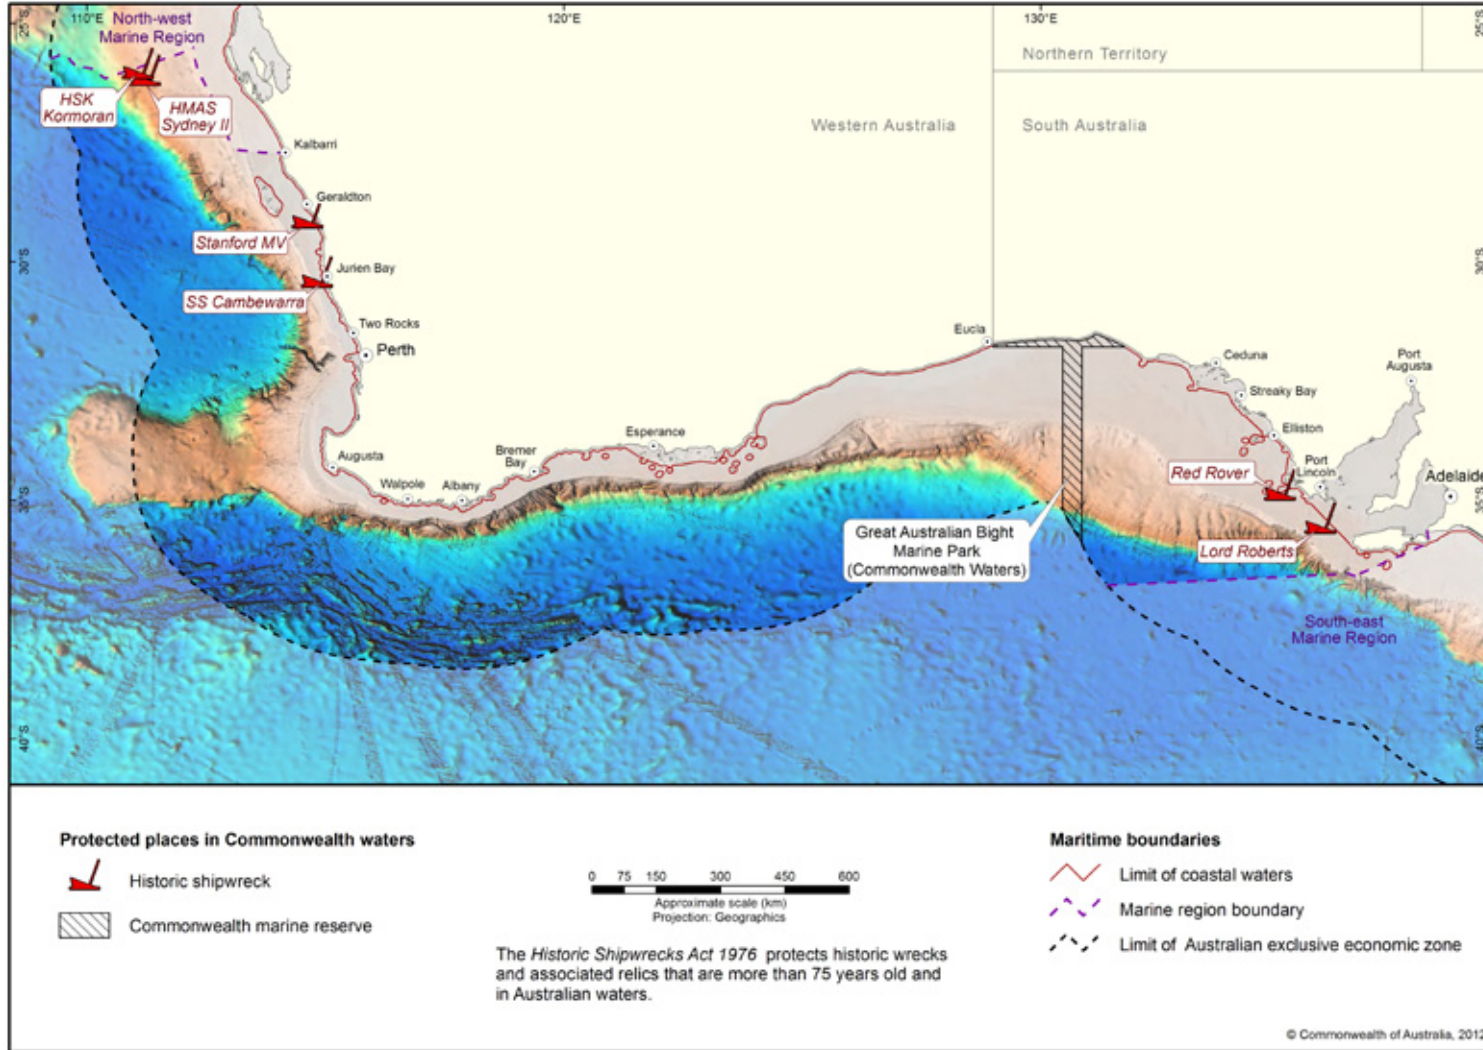 25°S
110°E
120°E
130°E
25°S
North-west
Marine Region
Northern Territory
HSK
Kormoran
HMAS
Sydney II
Western Australia
South Australia
Kalbarri
Geraldton
Stanford MV
30°S
Jurien Bay
30°S
SS Cambewarra
Two Rocks
Perth
Eucla
Ceduna
Port
Augusta
Streaky Bay
Elliston
Esperance
Bremer
Bay
Augusta
Walpole
Albany
Port
Lincoln
Red Rover
Adelaide
35°S
35°S
Great Australian Bight
Marine Park
(Commonwealth Waters)
Lord Roberts
South-east
Marine Region
40°S
40°S
Protected places in Commonwealth waters
Historic shipwreck
Commonwealth marine reserve
0 75 150 300 450 600
Approximate scale (km)
Projection: Geographics
The Historic Shipwrecks Act 1976 protects historic wrecks
and associated relics that are more than 75 years old and
in Australian waters.
Maritime boundaries
Limit of coastal waters
Marine region boundary
Limit of Australian exclusive economic zone
© Commonwealth of Australia, 2012